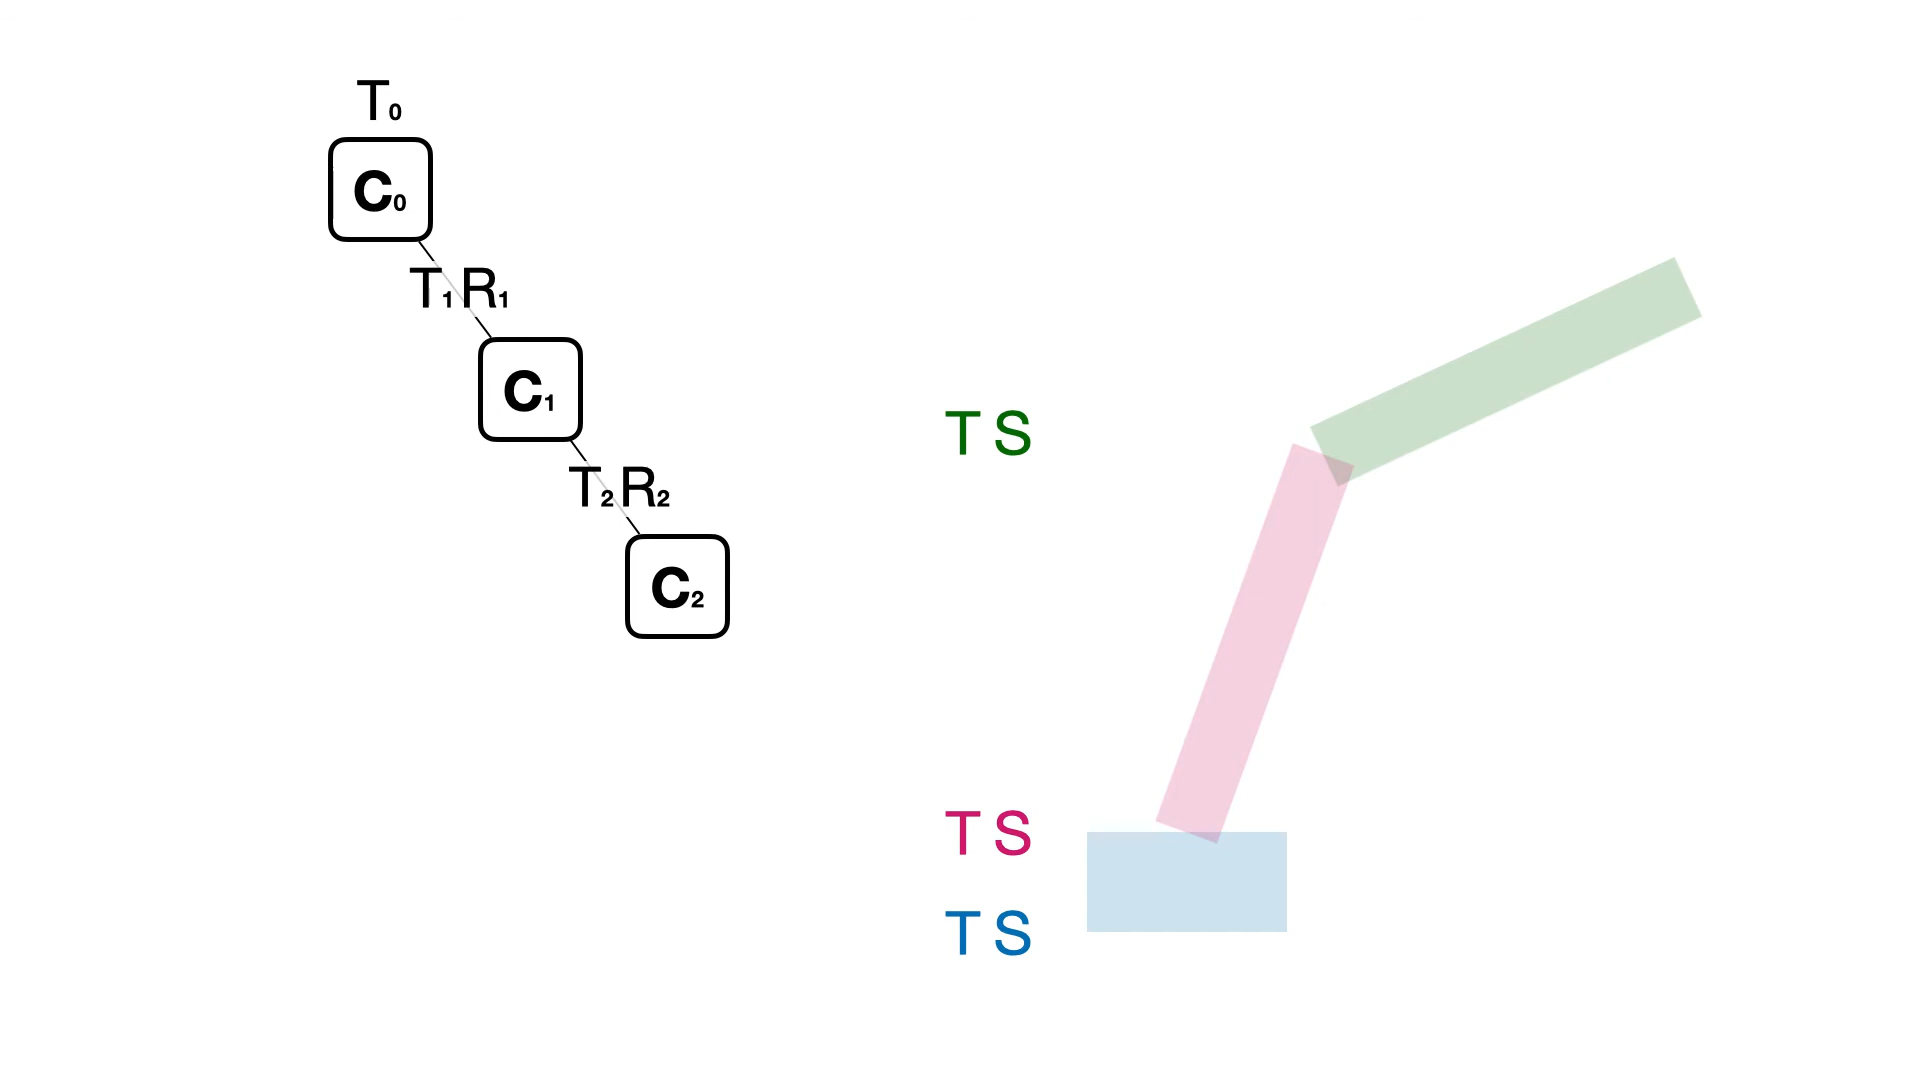 T₀
C₀
T₁R₁
C₁
T₂R₂
C₂
T S
T S
T S